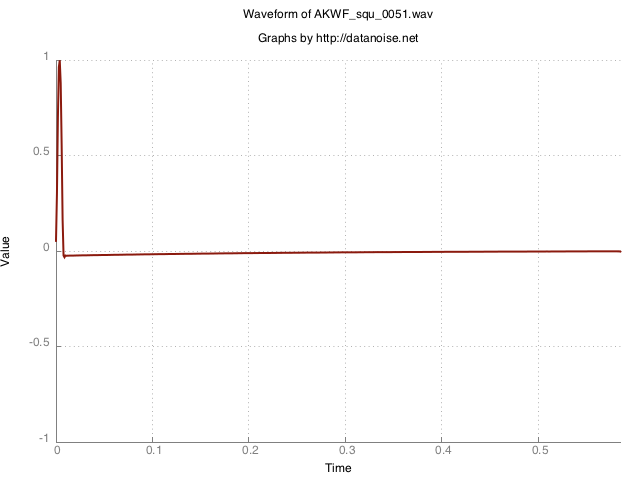 Waveform of AKWF_squ_0051.wav
Graphs by http://datanoise.net
1
0.5
0
-0.5
-1
Value
0 0.1 0.2 0.3 0.4 0.5
Time